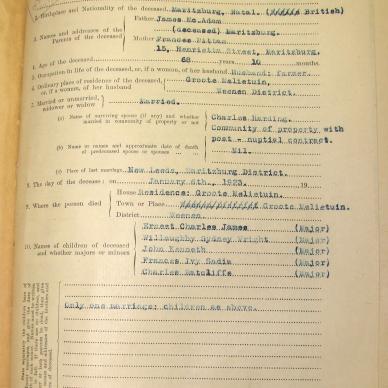 2. Birthplace and Nationality of the deceased, Maritzburg, Natal. (British)
3. Names and addresses of the Parents of the deceased
Father James Mc.Adam
(deceased) Maritzburg.
Mother Frances Pitman
15, Henrietta Street, Maritzburg.
4. Age of the deceased 68 years 10 months.
5. Occupation in life of the deceased, or, if a woman, of her husband Husband: farmer.
6. Ordinary place of residence of the deceased, or, if a woman, of her husband
Groote Meletuin,
Weenen District.
7. Married or unmarried, widower or widow Married.
(a) Name of surviving spouse (if any) and whether married in community of property or not
Charles Harding.
Community of property with
post - nuptial contract.
(b) Name or names and approximate date of death of predeceased spouse or spouses
Nil.
(c) Place of last marriage, New Leeds, Maritzburg District.
8. The day of the decease: on January 6th, 1923. 19
9. Where the person died
House Residence: Groote Meletuin.
Town or Place Groote Meletuin.
District Weenen.
10. Names of children of deceased and whether majors or minors
Ernest Charles James (Major)
Willoughby Sydney Wright (Major)
John Kenneth (Major)
Frances Ivy Sadie (Major)
Charles Ratcliffe (Major)
Only one marriage: children as above.